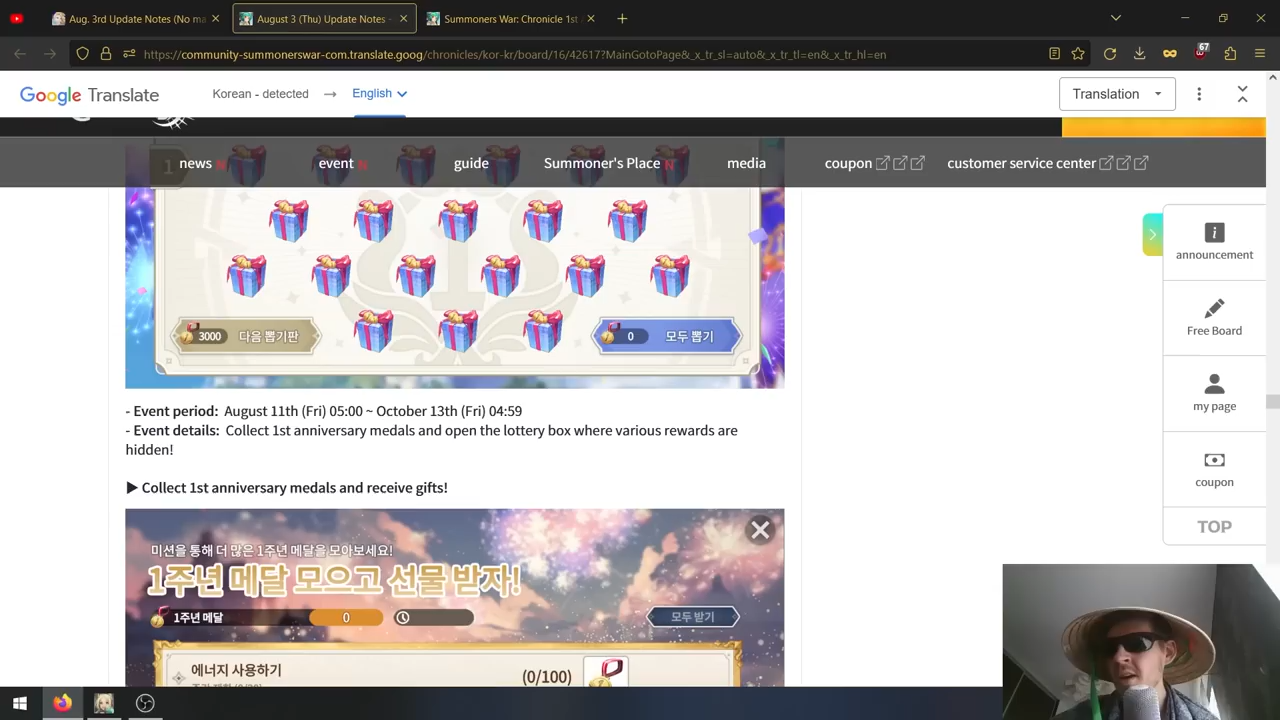 Aug. 3rd Update Notes (No ma
August 3 (Thu) Update Notes -
Summoners War: Chronicle 1st A
https://community-summonerswar-com.translate.goog/chronicles/kor-kr/board/16/42617?MainGotoPage&_x_tr_sl=auto&_x_tr_tl=en&_x_tr_hl=en
67
Google Translate
Korean - detected
English
Translation
1
news N
event N
guide
Summoner's Place N
media
coupon
customer service center
3000 다음 뽑기판
0 모두 뽑기
- Event period: August 11th (Fri) 05:00 ~ October 13th (Fri) 04:59
- Event details: Collect 1st anniversary medals and open the lottery box where various rewards are
hidden!
▶ Collect 1st anniversary medals and receive gifts!
미션을 통해 더 많은 1주년 메달을 모아보세요!
1주년 메달 모으고 선물 받자!
1주년 메달
0
모두 받기
에너지 사용하기
(0/100)
announcement
Free Board
my page
coupon
TOP